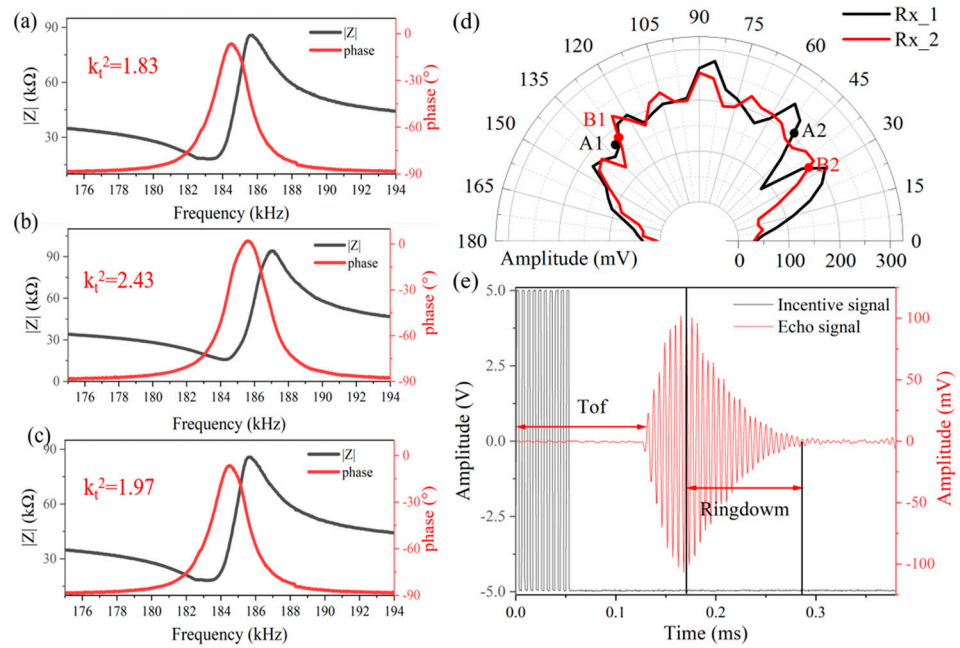 (a)
90
60
30
|Z| (kΩ)
|Z|
phase
kt²=1.83
0
-30
-60
-90
phase (°)
176 178 180 182 184 186 188 190 192 194
Frequency (kHz)
(b)
90
60
30
0
|Z| (kΩ)
|Z|
phase
kt²=2.43
0
-30
-60
-90
phase (°)
176 178 180 182 184 186 188 190 192 194
Frequency (kHz)
(c)
90
60
30
|Z| (kΩ)
|Z|
phase
kt²=1.97
0
-30
-60
-90
phase (°)
176 178 180 182 184 186 188 190 192 194
Frequency (kHz)
(d)
Rx_1
Rx_2
180
165
150
135
120
105
90
75
60
45
30
15
0
B1
A1
A2
B2
Amplitude (mV)
0 100 200 300
(e)
Incentive signal
Echo signal
5.0
2.5
0.0
-2.5
-5.0
Amplitude (V)
Tof
Ringdowm
100
50
0
-50
-100
Amplitude (mV)
0.0 0.1 0.2 0.3
Time (ms)